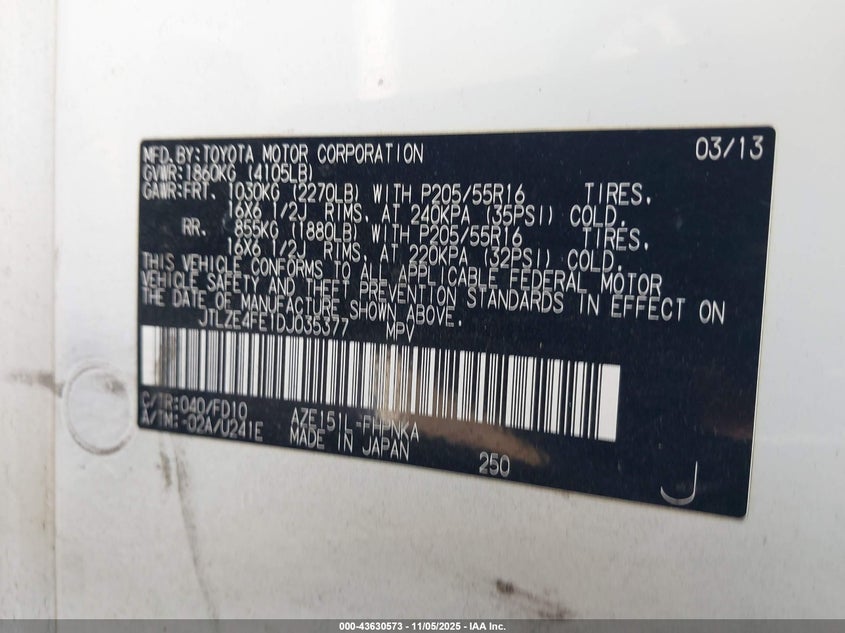 MFD.BY:TOYOTA MOTOR CORPORATION 03/13
GVWR:1860KG (4105LB)
GAWR:FRT. 1030KG (2270LB) WITH P205/55R16 TIRES,
16X6 1/2J RIMS, AT 240KPA (35PSI) COLD.
RR. 855KG (1880LB) WITH P205/55R16 TIRES,
16X6 1/2J RIMS, AT 220KPA (32PSI) COLD.
THIS VEHICLE CONFORMS TO ALL APPLICABLE FEDERAL MOTOR
VEHICLE SAFETY AND THEFT PREVENTION STANDARDS IN EFFECT ON
THE DATE OF MANUFACTURE SHOWN ABOVE.
JTLZE4FE1DJ035377 MPV
C/TR:040/FD10 AZE151L-FHPNKA
A/TM:-02A/U241E MADE IN JAPAN
250 J
000-43630573 — 11/05/2025 — IAA Inc.